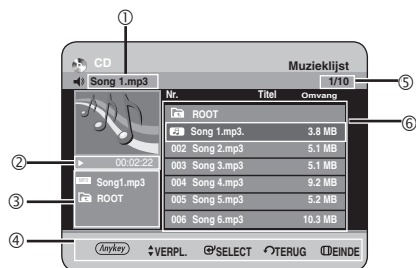 ①
CD
Muzieklijst
Song 1.mp3
1/10
⑤
Nr. Titel Omvang
ROOT
⑥
Song 1.mp3. 3.8 MB
002 Song 2.mp3 5.1 MB
② 00:02:22
003 Song 3.mp3 5.1 MB
MP3 Song1.mp3
004 Song 4.mp3 9.2 MB
③ ROOT
005 Song 5.mp3 5.2 MB
006 Song 6.mp3 10.3 MB
④
Anykey VERPL. SELECT TERUG EINDE